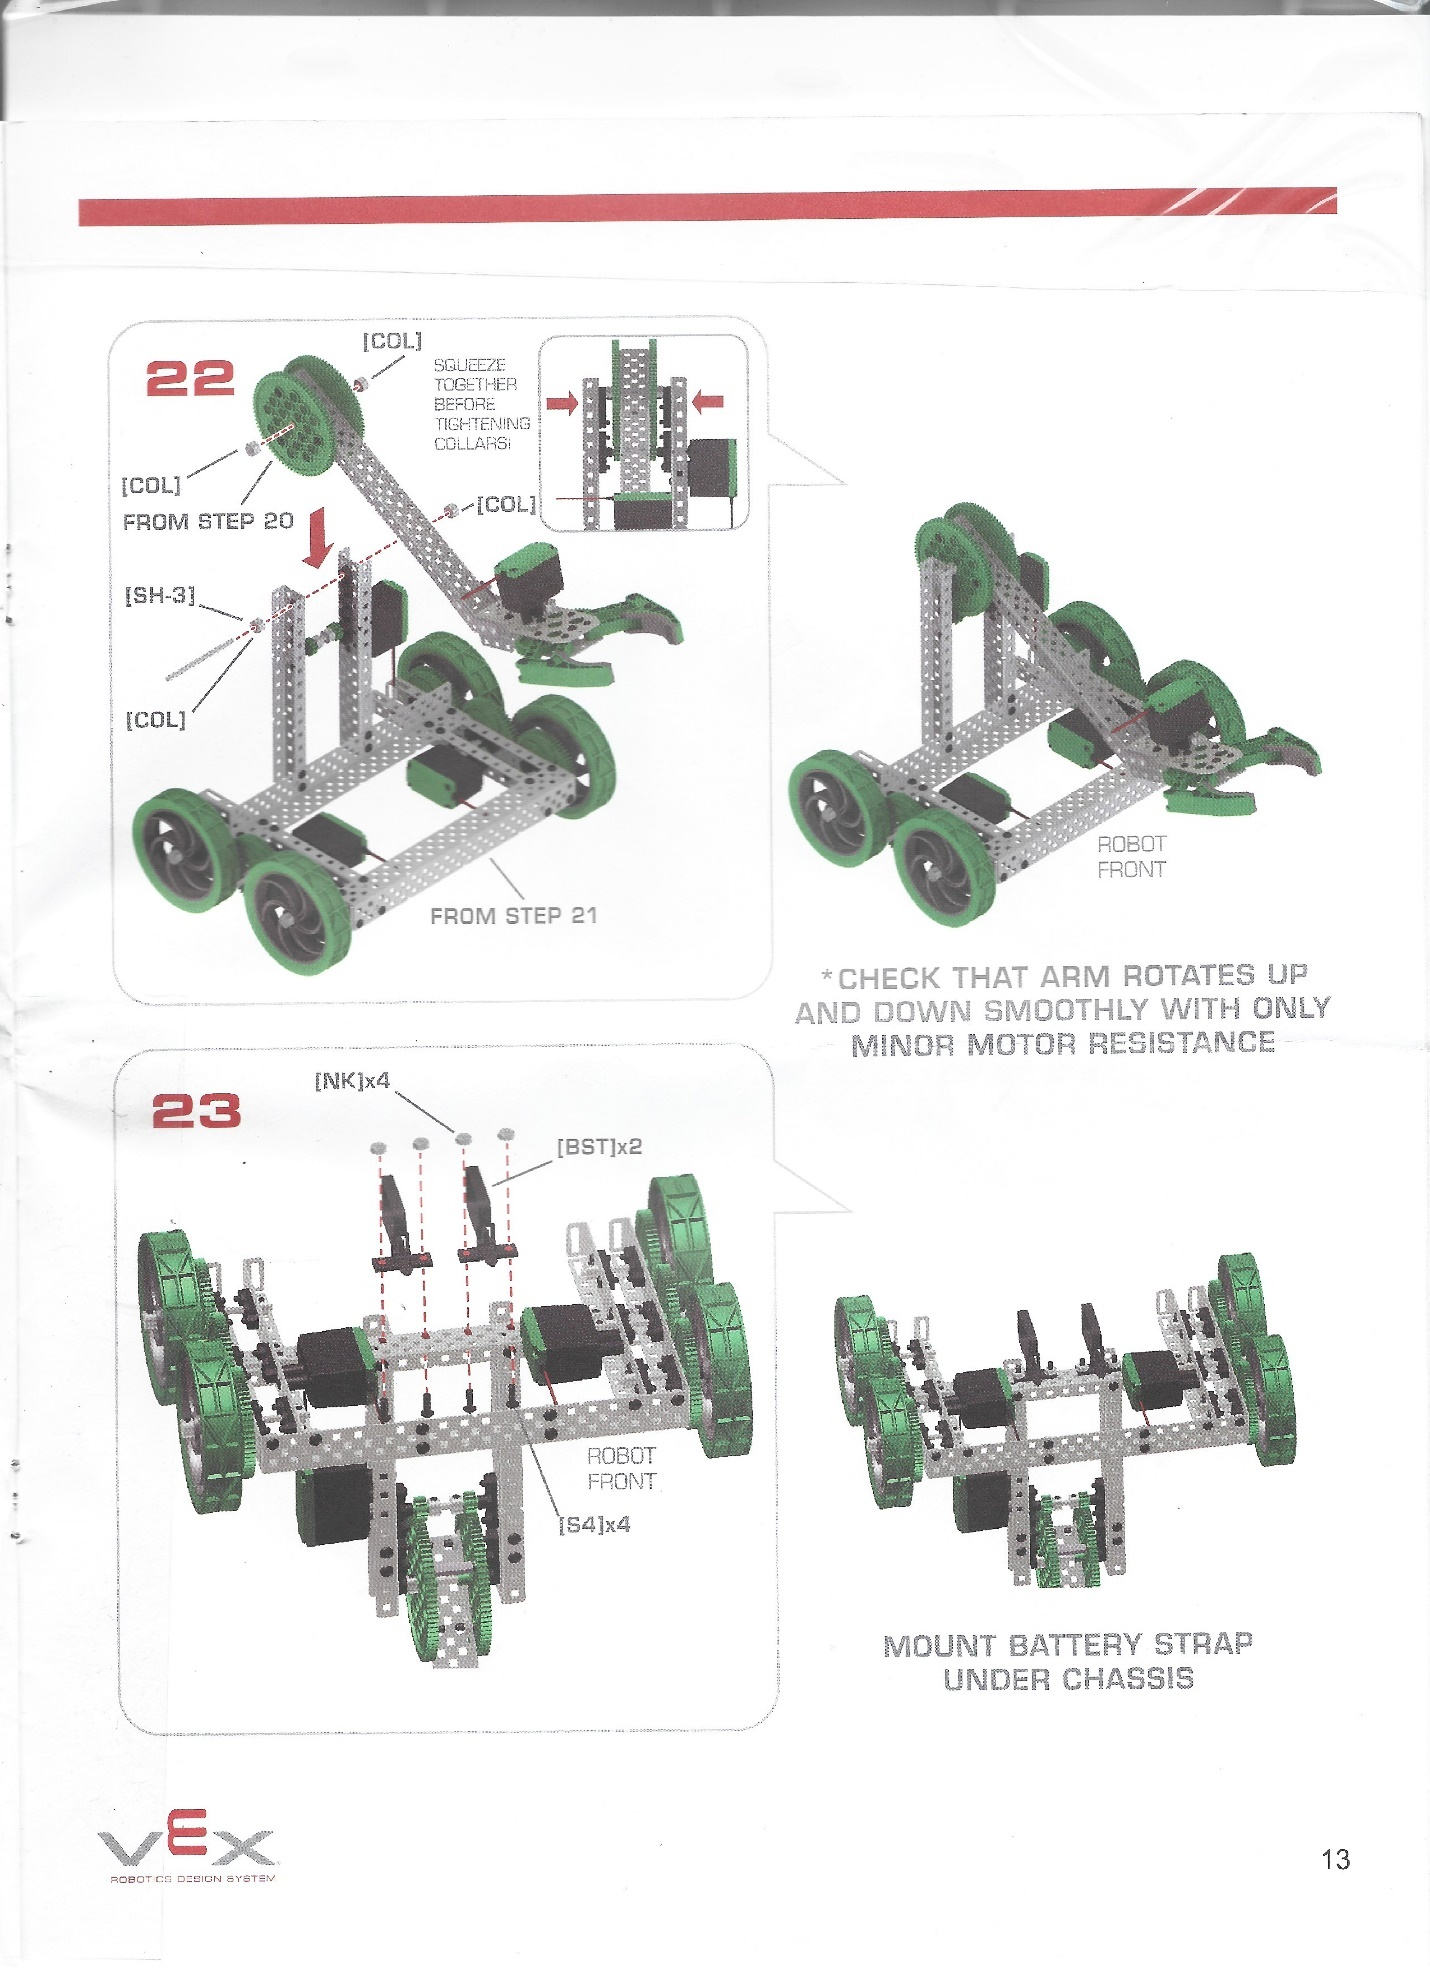 22
[COL]
SQUEEZE
TOGETHER
BEFORE
TIGHTENING
COLLARS!
[COL]
FROM STEP 20
[COL]
[SH-3]
[COL]
FROM STEP 21
ROBOT
FRONT
*CHECK THAT ARM ROTATES UP
AND DOWN SMOOTHLY WITH ONLY
MINOR MOTOR RESISTANCE
23
[NK]x4
[BST]x2
ROBOT
FRONT
[S4]x4
MOUNT BATTERY STRAP
UNDER CHASSIS
VEX
ROBOTICS DESIGN SYSTEM
13